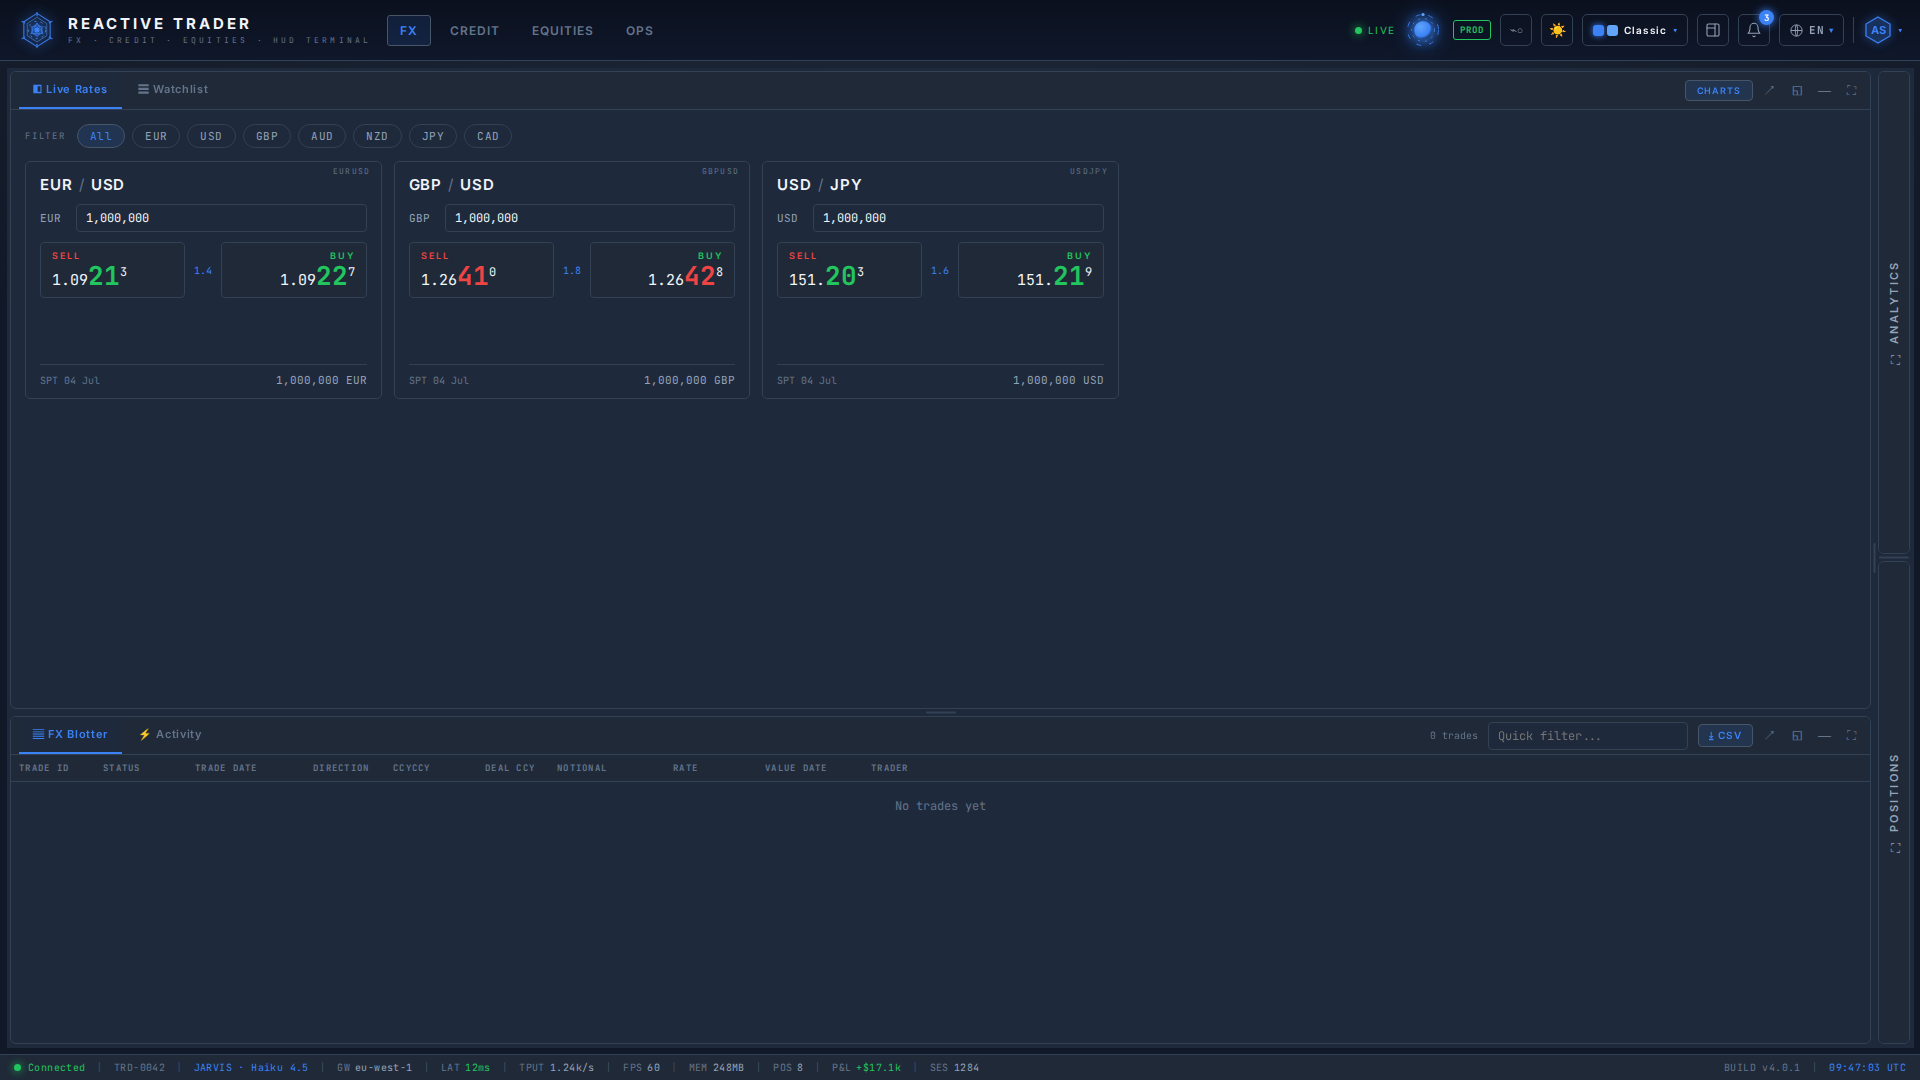 REACTIVE TRADER
FX · CREDIT · EQUITIES · HUD TERMINAL
FX CREDIT EQUITIES OPS
LIVE PROD Classic 3 EN AS
Live Rates Watchlist CHARTS
FILTER All EUR USD GBP AUD NZD JPY CAD
EURUSD
EUR / USD
EUR 1,000,000
SELL BUY
1.09213 1.4 1.09227
SPT 04 Jul 1,000,000 EUR
GBPUSD
GBP / USD
GBP 1,000,000
SELL BUY
1.26410 1.8 1.26428
SPT 04 Jul 1,000,000 GBP
USDJPY
USD / JPY
USD 1,000,000
SELL BUY
151.203 1.6 151.219
SPT 04 Jul 1,000,000 USD
ANALYTICS
FX Blotter Activity 0 trades Quick filter... CSV
TRADE ID STATUS TRADE DATE DIRECTION CCYCCY DEAL CCY NOTIONAL RATE VALUE DATE TRADER
No trades yet
POSITIONS
Connected TRD-0042 JARVIS · Haiku 4.5 GW eu-west-1 LAT 12ms TPUT 1.24k/s FPS 60 MEM 248MB POS 8 P&L +$17.1k SES 1284 BUILD v4.0.1 09:47:03 UTC